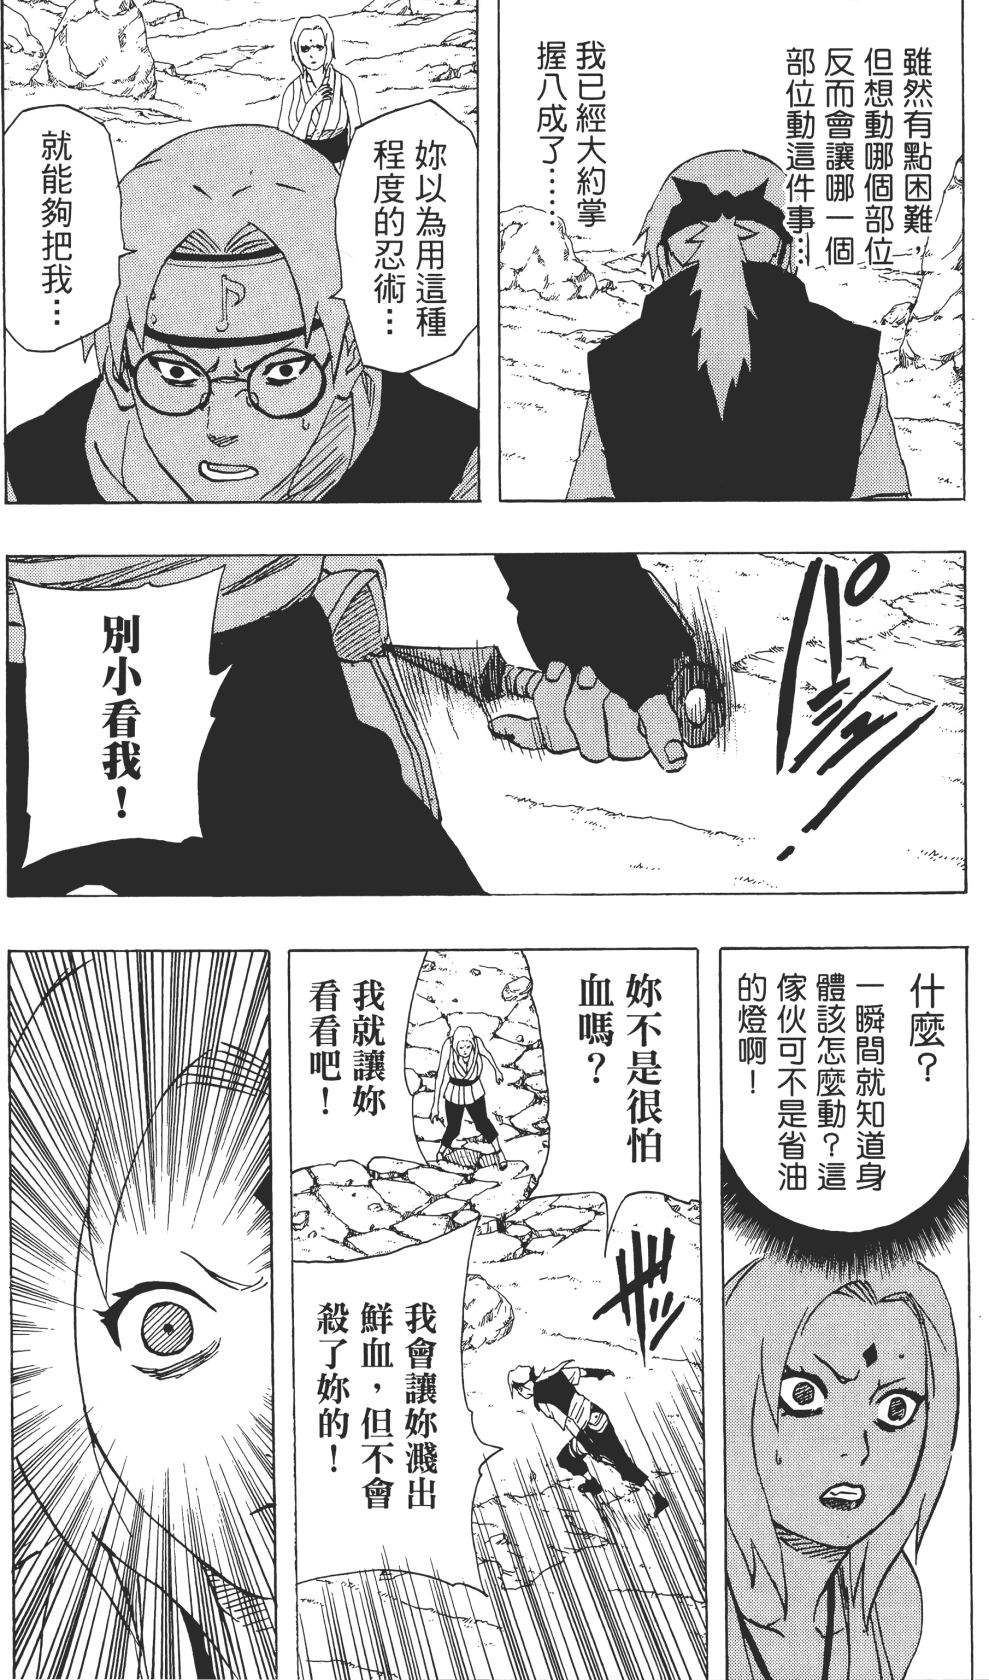 雖然有點困難，
但想動哪個部位
反而會讓哪一個
部位動這件事…
我已經大約掌
握八成了……
妳以為用這種
程度的忍術…
就能夠把我…
別小看我！
什麼？
一瞬間就知道身
體該怎麼動？這
傢伙可不是省油
的燈啊！
妳不是很怕
血嗎？
我就讓妳
看看吧！
我會讓妳濺出
鮮血，但不會
殺了妳的！